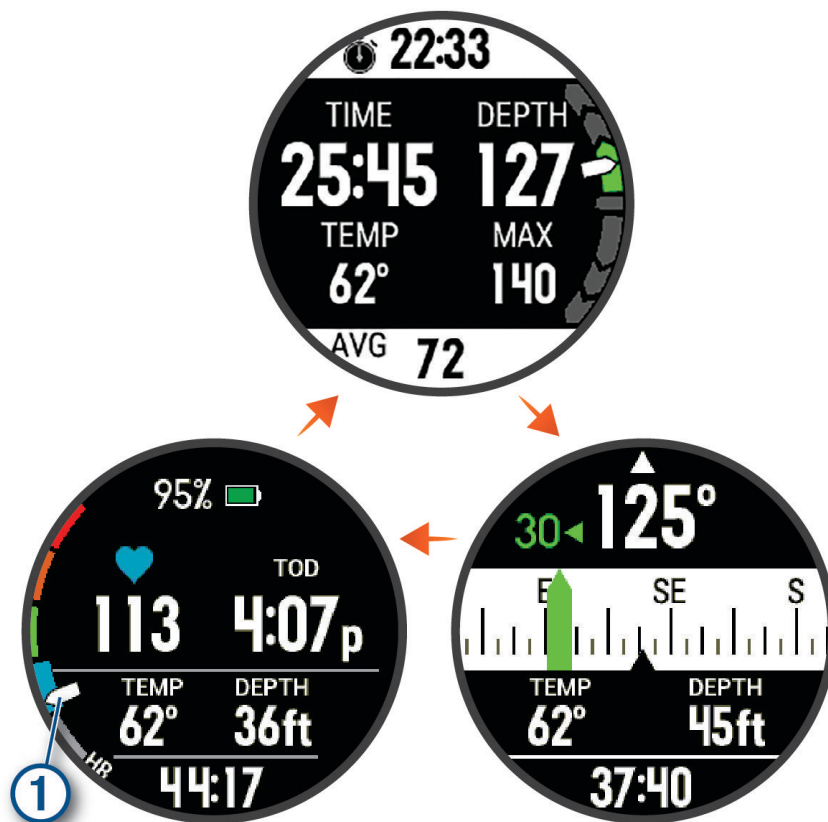 22:33
TIME DEPTH
25:45 127
TEMP MAX
62° 140
AVG 72
95%
TOD
113 4:07p
TEMP DEPTH
62° 36ft
HR
44:17
1
125°
30
E SE S
TEMP DEPTH
62° 45ft
37:40